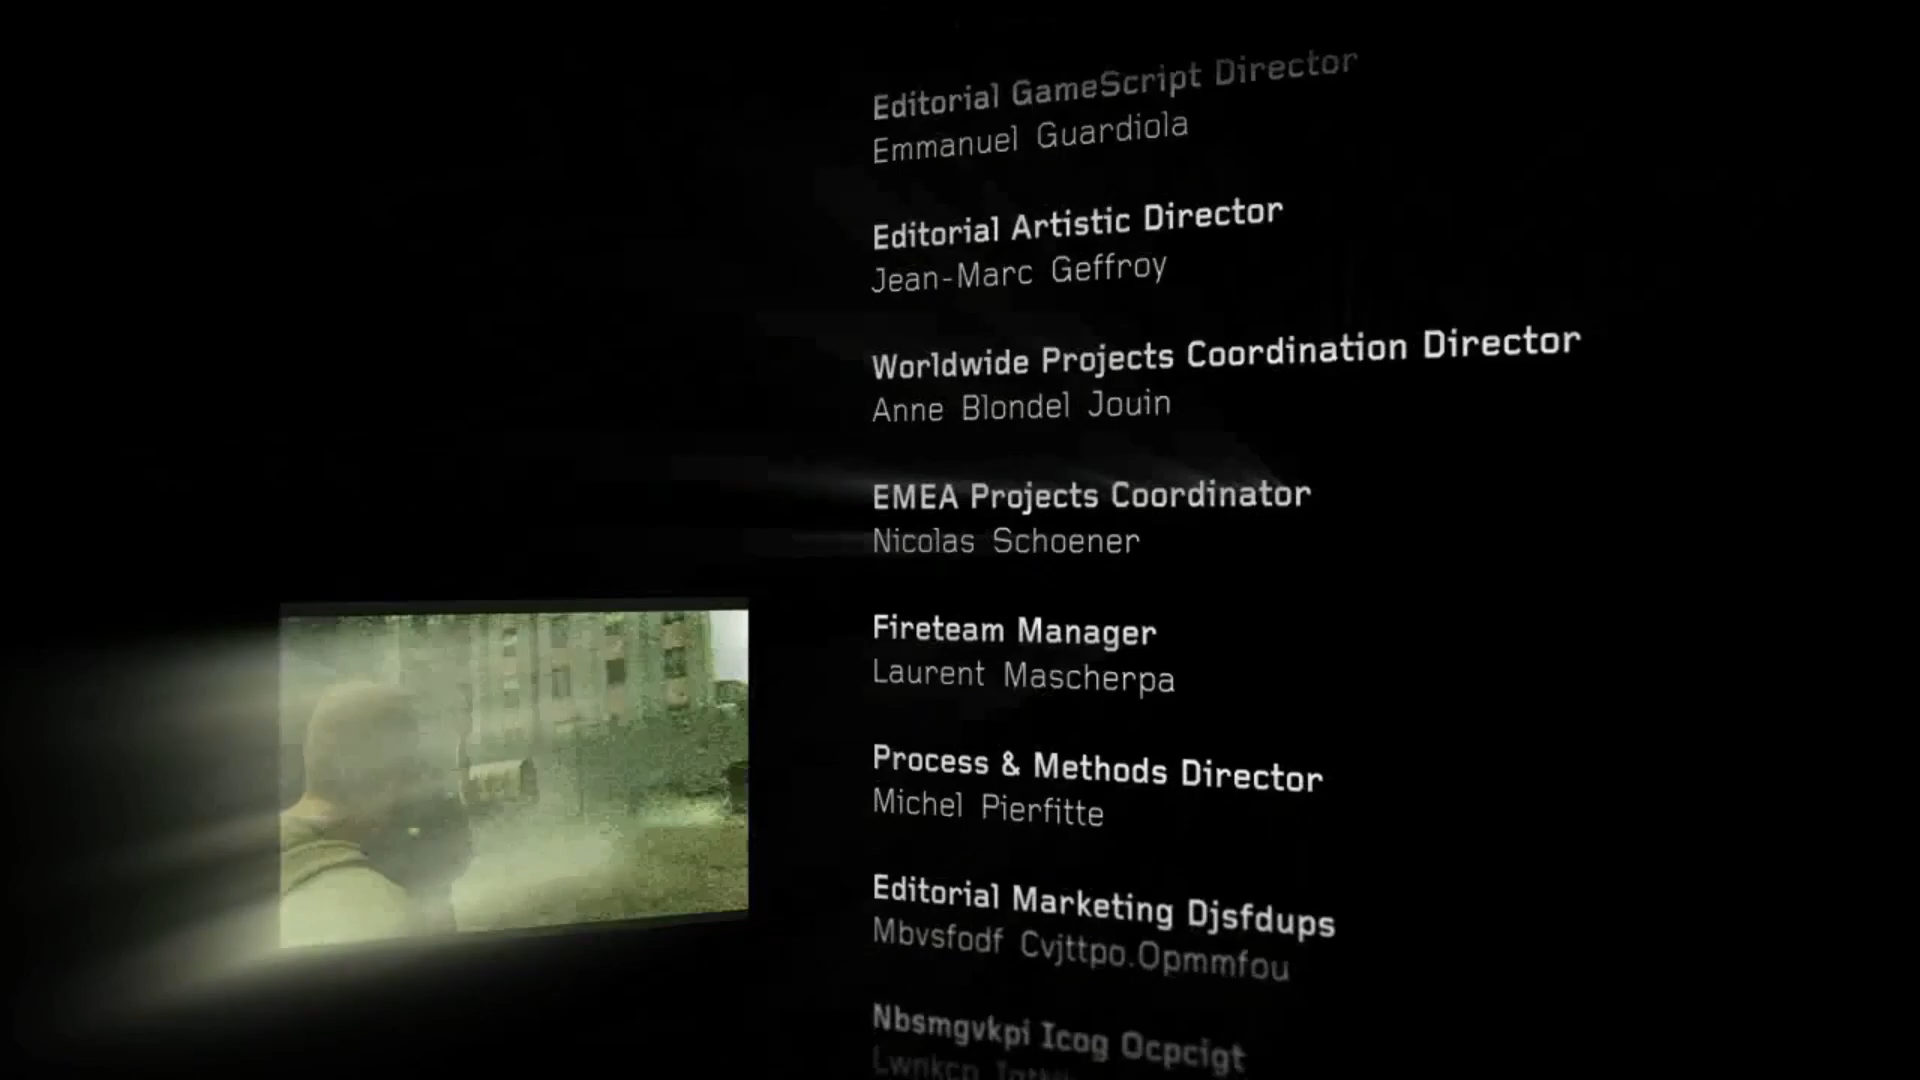 Editorial GameScript Director
Emmanuel Guardiola
Editorial Artistic Director
Jean-Marc Geffroy
Worldwide Projects Coordination Director
Anne Blondel Jouin
EMEA Projects Coordinator
Nicolas Schoener
Fireteam Manager
Laurent Mascherpa
Process & Methods Director
Michel Pierfitte
Editorial Marketing Djsfdups
Mbvsfodf Cvjttpo.Opmmfou
Nbsmgvkpi Icog Ocpcigt
Lwnkcp